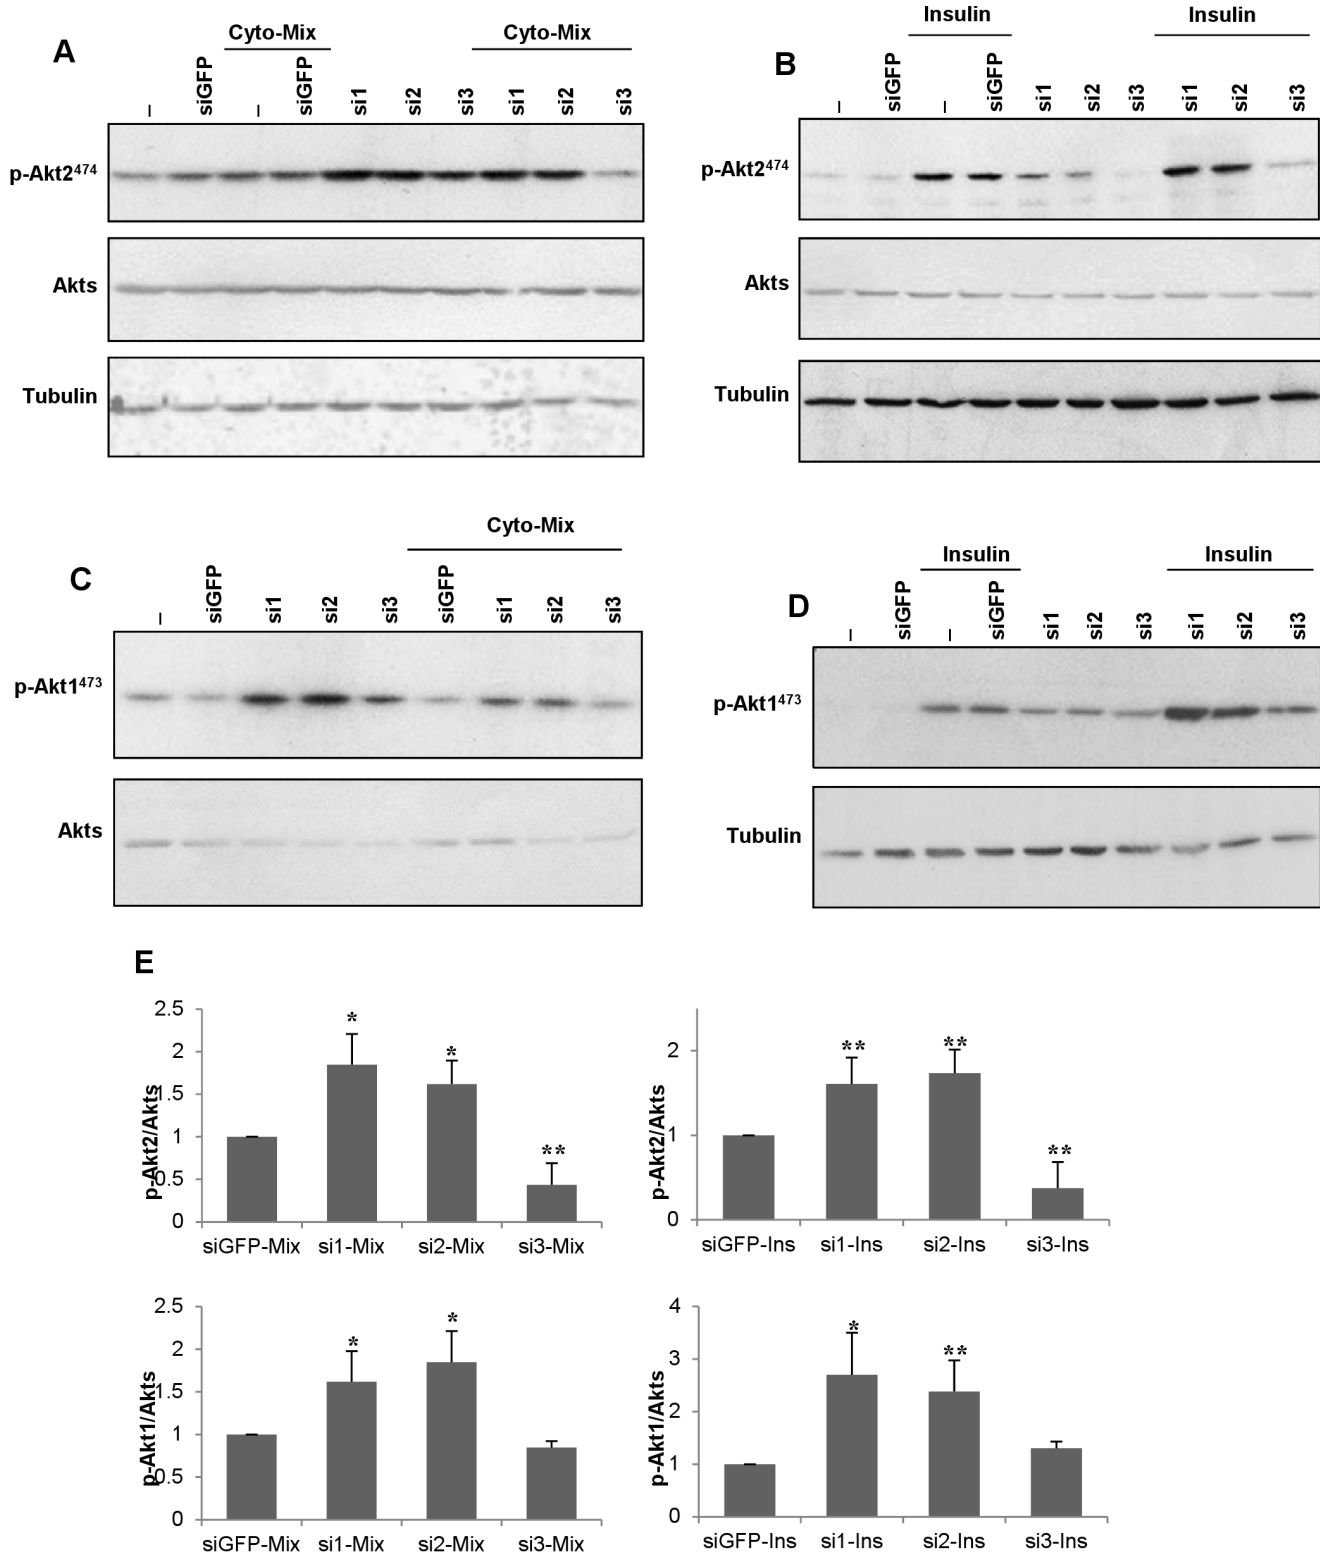 A
Cyto-Mix
Cyto-Mix
– siGFP – siGFP si1 si2 si3 si1 si2 si3
p-Akt2⁴⁷⁴
Akts
Tubulin
B
Insulin
Insulin
– siGFP – siGFP si1 si2 si3 si1 si2 si3
p-Akt2⁴⁷⁴
Akts
Tubulin
C
Cyto-Mix
– siGFP si1 si2 si3 siGFP si1 si2 si3
p-Akt1⁴⁷³
Akts
D
Insulin
Insulin
– siGFP – siGFP si1 si2 si3 si1 si2 si3
p-Akt1⁴⁷³
Tubulin
E
p-Akt2/Akts
2.5
2
1.5
1
0.5
0
* * **
siGFP-Mix si1-Mix si2-Mix si3-Mix
p-Akt2/Akts
2
1
0
** ** **
siGFP-Ins si1-Ins si2-Ins si3-Ins
p-Akt1/Akts
2.5
2
1.5
1
0.5
0
* *
siGFP-Mix si1-Mix si2-Mix si3-Mix
p-Akt1/Akts
4
3
2
1
0
* **
siGFP-Ins si1-Ins si2-Ins si3-Ins